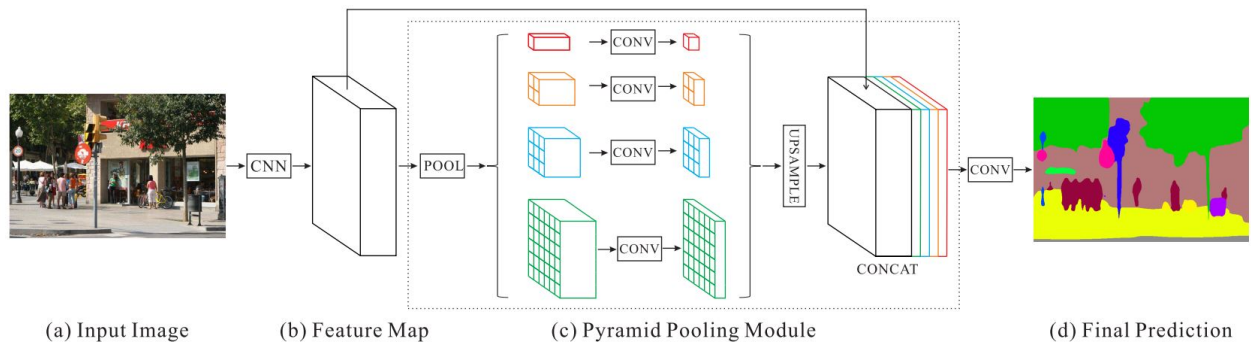 CNN
POOL
CONV
CONV
CONV
CONV
UPSAMPLE
CONCAT
CONV
(a) Input Image
(b) Feature Map
(c) Pyramid Pooling Module
(d) Final Prediction